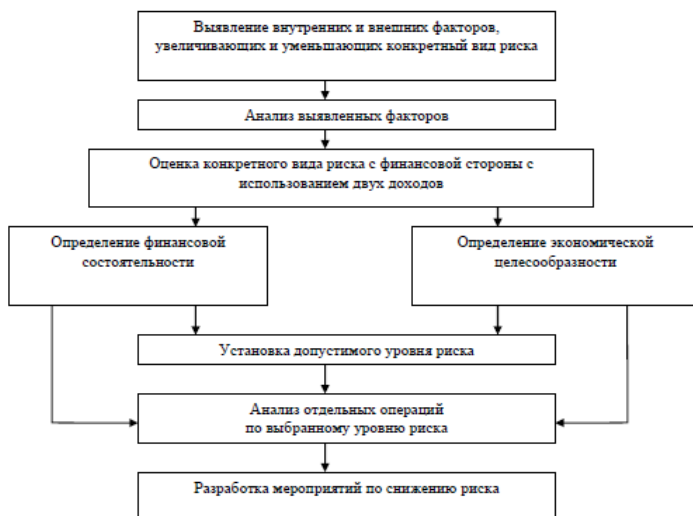 Выявление внутренних и внешних факторов,
увеличивающих и уменьшающих конкретный вид риска
Анализ выявленных факторов
Оценка конкретного вида риска с финансовой стороны с
использованием двух доходов
Определение финансовой
состоятельности
Определение экономической
целесообразности
Установка допустимого уровня риска
Анализ отдельных операций
по выбранному уровню риска
Разработка мероприятий по снижению риска